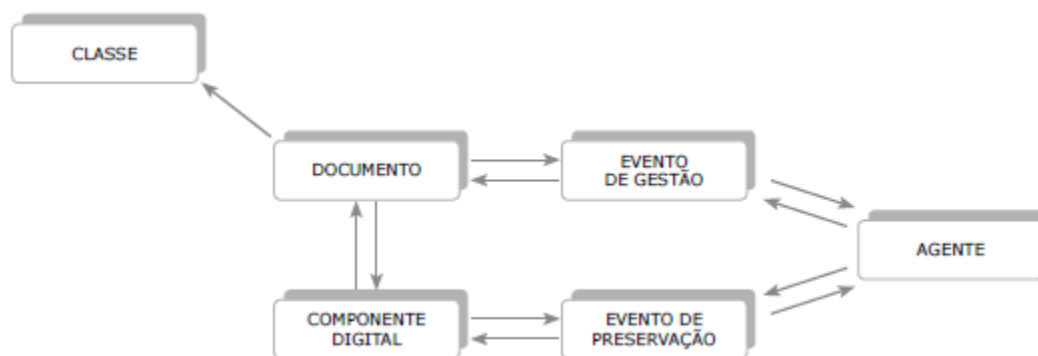 CLASSE
DOCUMENTO
EVENTO
DE GESTÃO
AGENTE
COMPONENTE
DIGITAL
EVENTO DE
PRESERVAÇÃO